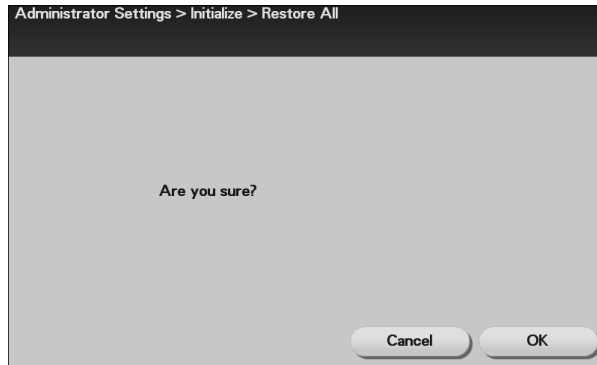 Administrator Settings > Initialize > Restore All
Are you sure?
Cancel
OK